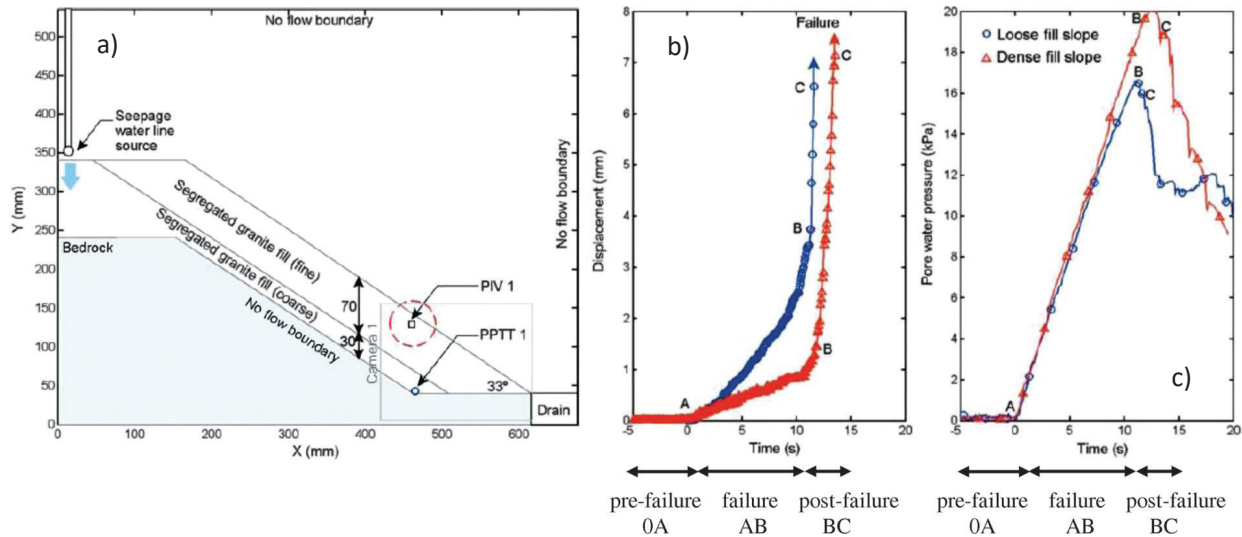 No flow boundary
a)
500
450
400
350
300
250
200
150
100
50
0
Y (mm)
Seepage
water line
source
Segregated granite fill (fine)
Segregated granite fill (coarse)
Bedrock
No flow boundary
No flow boundary
70
30
Camera 1
PIV 1
PPTT 1
33°
Drain
0 100 200 300 400 500 600
X (mm)
b)
Failure
8
7
6
5
4
3
2
1
0
Displacement (mm)
A
B
B
C
C
-5 0 5 10 15 20
Time (s)
pre-failure failure post-failure
0A AB BC
Loose fill slope
Dense fill slope
20
18
16
14
12
10
8
6
4
2
0
Pore water pressure (kPa)
A
B
C
B
C
c)
-5 0 5 10 15 20
Time (s)
pre-failure failure post-failure
0A AB BC